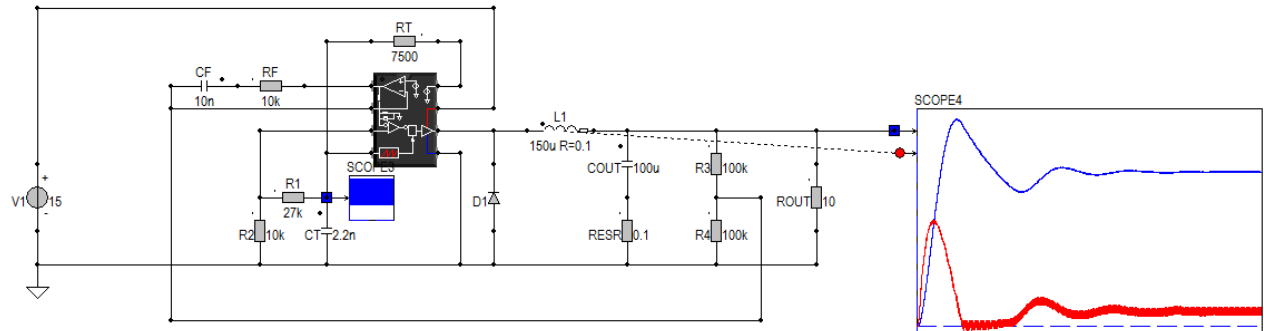 RT
7500
CF
10n
RF
10k
SCOPE4
L1
150u R=0.1
SCOPE3
COUT 100u
R3 100k
R1
27k
V1 15
D1
ROUT 10
R2 10k
CT 2.2n
RESR 0.1
R4 100k